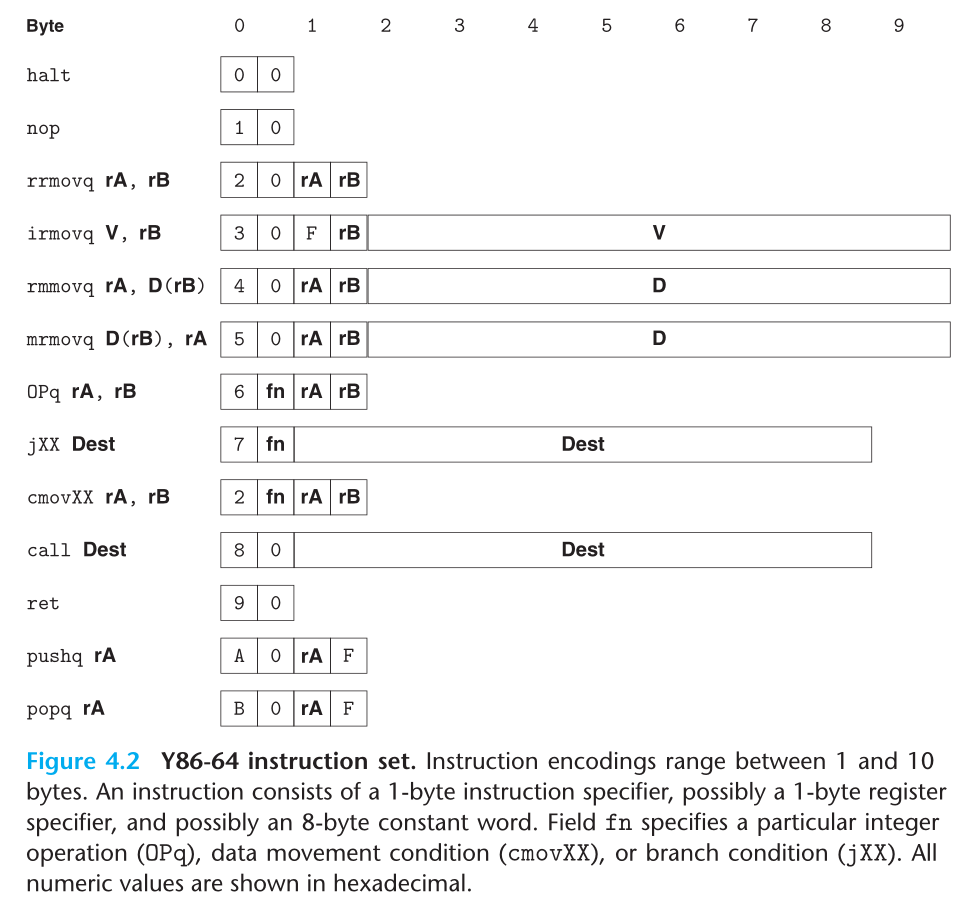 Byte 0 1 2 3 4 5 6 7 8 9
halt 0 0
nop 1 0
rrmovq rA, rB 2 0 rA rB
irmovq V, rB 3 0 F rB V
rmmovq rA, D(rB) 4 0 rA rB D
mrmovq D(rB), rA 5 0 rA rB D
OPq rA, rB 6 fn rA rB
jXX Dest 7 fn Dest
cmovXX rA, rB 2 fn rA rB
call Dest 8 0 Dest
ret 9 0
pushq rA A 0 rA F
popq rA B 0 rA F
Figure 4.2 Y86-64 instruction set. Instruction encodings range between 1 and 10
bytes. An instruction consists of a 1-byte instruction specifier, possibly a 1-byte register
specifier, and possibly an 8-byte constant word. Field fn specifies a particular integer
operation (OPq), data movement condition (cmovXX), or branch condition (jXX). All
numeric values are shown in hexadecimal.